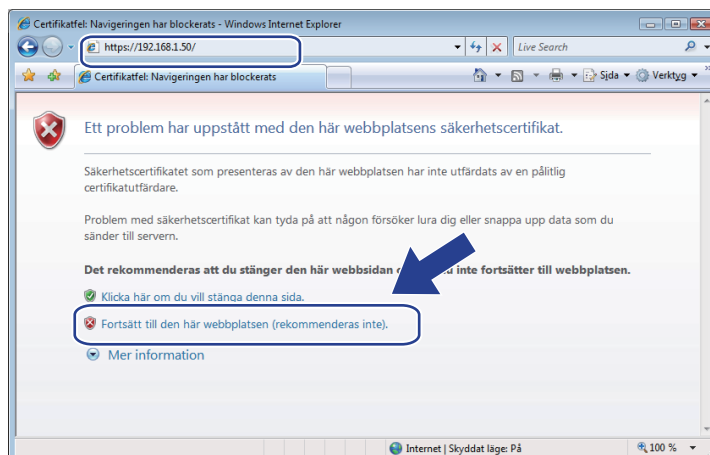 Certifikatfel: Navigeringen har blockerats - Windows Internet Explorer
https://192.168.1.50/
Live Search
Certifikatfel: Navigeringen har blockerats
Sida
Verktyg
Ett problem har uppstått med den här webbplatsens säkerhetscertifikat.
Säkerhetscertifikatet som presenteras av den här webbplatsen har inte utfärdats av en pålitlig
certifikatutfärdare.
Problem med säkerhetscertifikat kan tyda på att någon försöker lura dig eller snappa upp data som du
sänder till servern.
Det rekommenderas att du stänger den här webbsidan inte fortsätter till webbplatsen.
Klicka här om du vill stänga denna sida.
Fortsätt till den här webbplatsen (rekommenderas inte).
Mer information
Internet | Skyddat läge: På
100 %